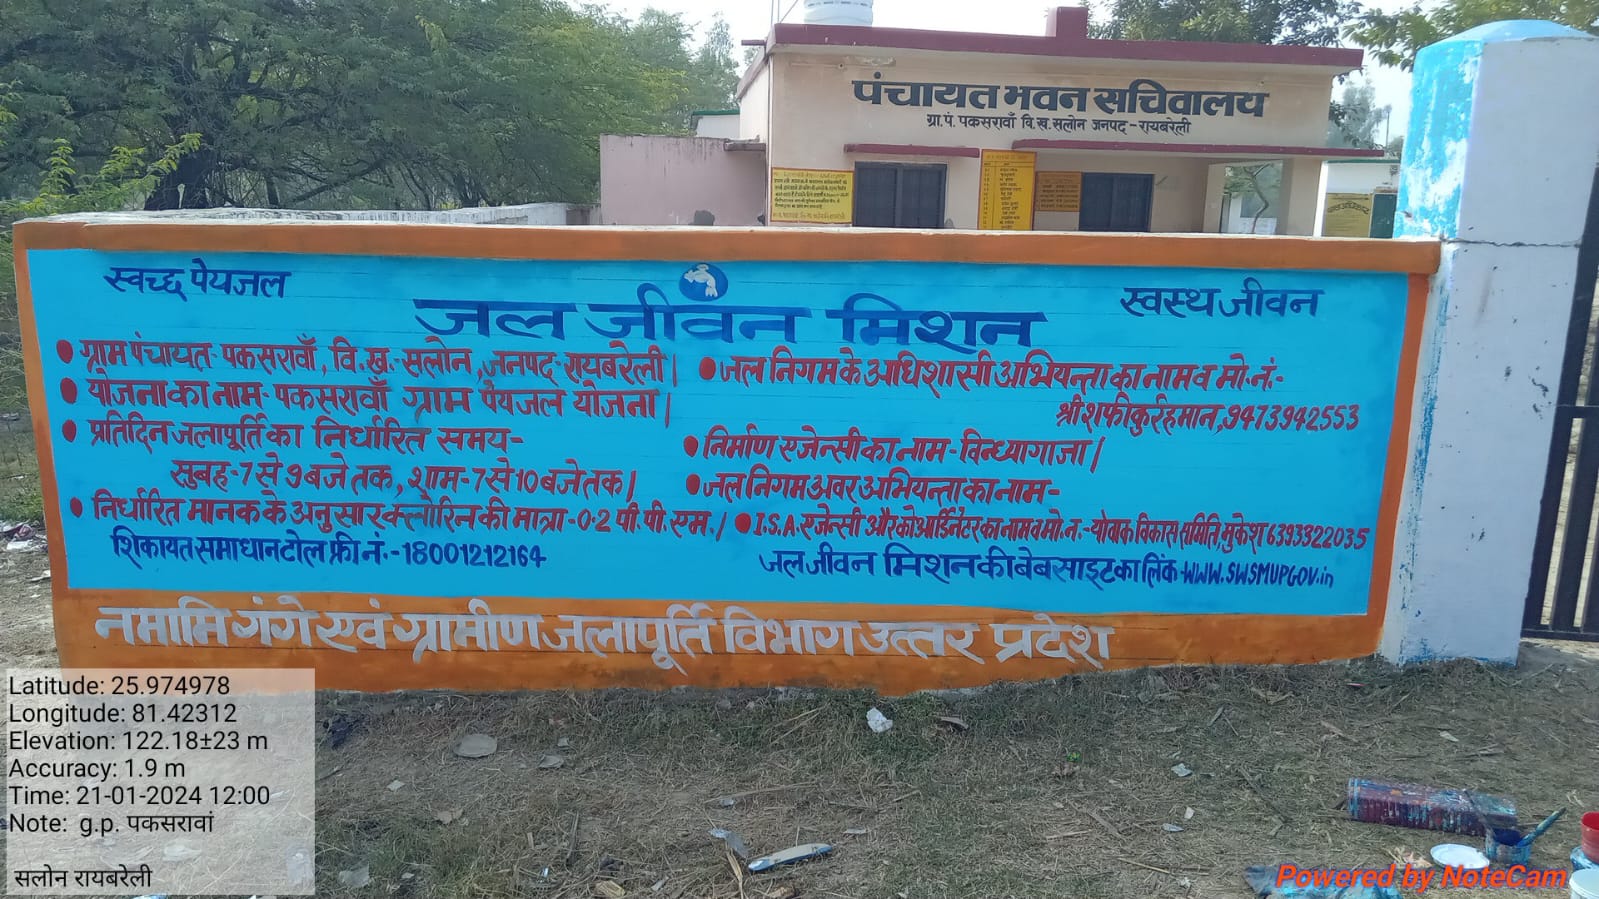 पंचायत भवन सचिवालय
ग्रा.पं. पकसरावाँ वि.ख. सलोन जनपद-रायबरेली
स्वच्छ पेयजल
स्वस्थ जीवन
जल जीवन मिशन
ग्राम पंचायत- पकसरावाँ, वि.ख.- सलोन, जनपद- रायबरेली|
योजना का नाम- पकसरावाँ ग्राम पेयजल योजना|
प्रतिदिन जलापूर्ति का निर्धारित समय-
सुबह-7 से 9 बजे तक, शाम-7 से 10 बजे तक|
निर्धारित मानक के अनुसार क्लोरिन की मात्रा-0.2 पी.पी.एम.|
शिकायत समाधान टोल फ्री नं.-18001212164
जल निगम के अधिशासी अभियन्ता का नाम व मो.नं.-
श्री शफीकुर्रहमान, 9473942553
निर्माण एजेन्सी का नाम-विन्ध्यागाजा|
जल निगम अवर अभियन्ता का नाम-
I.S.A. एजेन्सी और कोआर्डिनेटर का नाम व मो.न.-योवाक विकास समिति, मुकेश 6393322035
जल जीवन मिशन की बेबसाइट का लिंक-WWW.SWSMUPGOV.in
नमामि गंगे एवं ग्रामीण जलापूर्ति विभाग उत्तर प्रदेश
Latitude: 25.974978
Longitude: 81.42312
Elevation: 122.18±23 m
Accuracy: 1.9 m
Time: 21-01-2024 12:00
Note: g.p. पकसरावां
सलोन रायबरेली
Powered by NoteCam